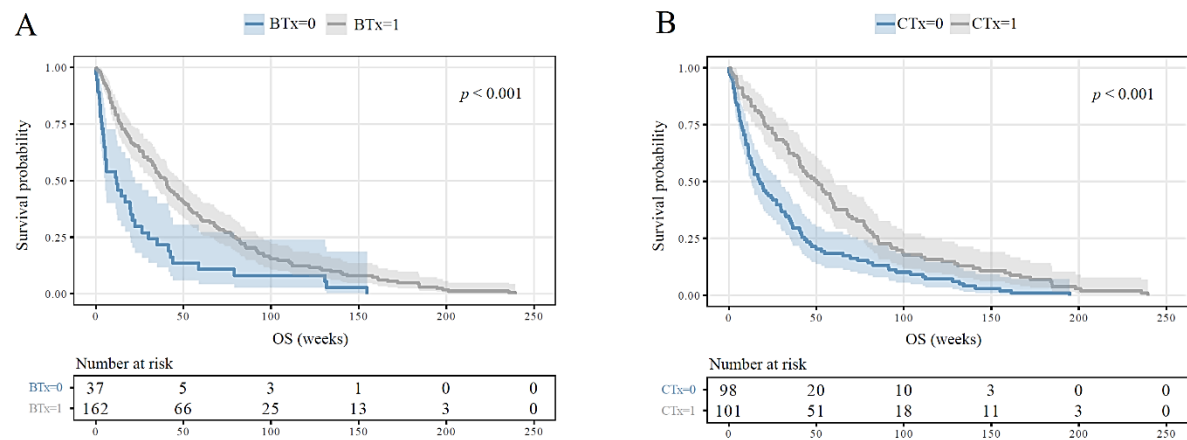 A
BTx=0 BTx=1
1.00
0.75
0.50
0.25
0.00
Survival probability
p < 0.001
0 50 100 150 200 250
OS (weeks)
Number at risk
BTx=0 37 5 3 1 0 0
BTx=1 162 66 25 13 3 0
0 50 100 150 200 250
B
CTx=0 CTx=1
1.00
0.75
0.50
0.25
0.00
Survival probability
p < 0.001
0 50 100 150 200 250
OS (weeks)
Number at risk
CTx=0 98 20 10 3 0 0
CTx=1 101 51 18 11 3 0
0 50 100 150 200 250